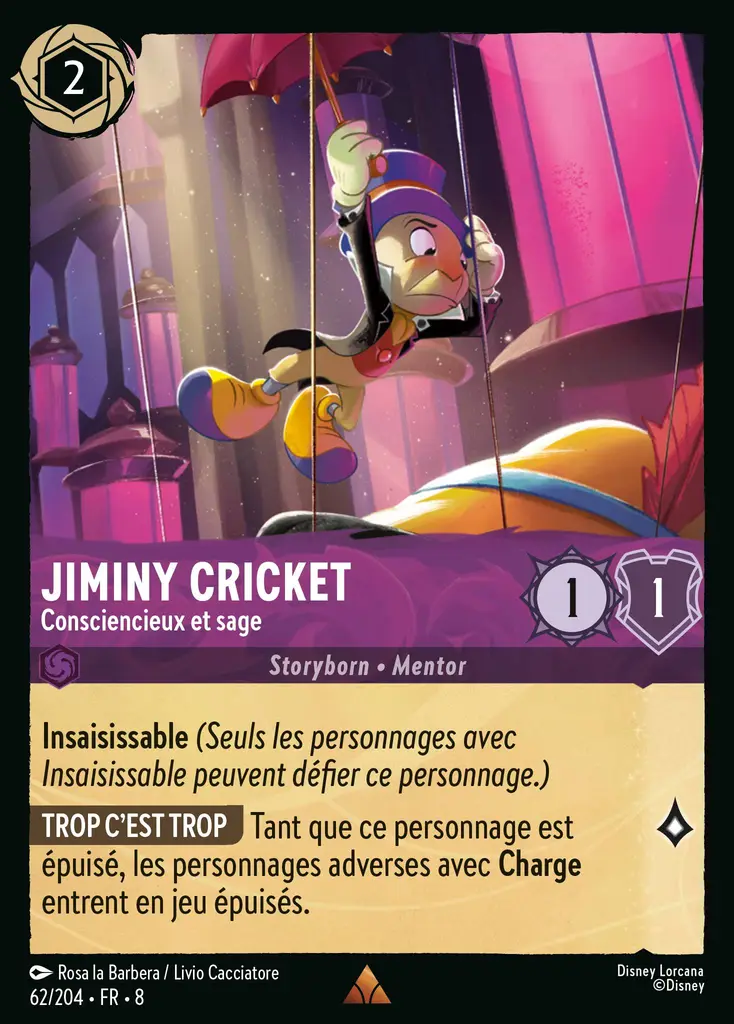 2
JIMINY CRICKET
Consciencieux et sage
1
1
Storyborn • Mentor
Insaisissable (Seuls les personnages avec
Insaisissable peuvent défier ce personnage.)
TROP C'EST TROP Tant que ce personnage est
épuisé, les personnages adverses avec Charge
entrent en jeu épuisés.
Rosa la Barbera / Livio Cacciatore
62/204 • FR • 8
Disney Lorcana
©Disney